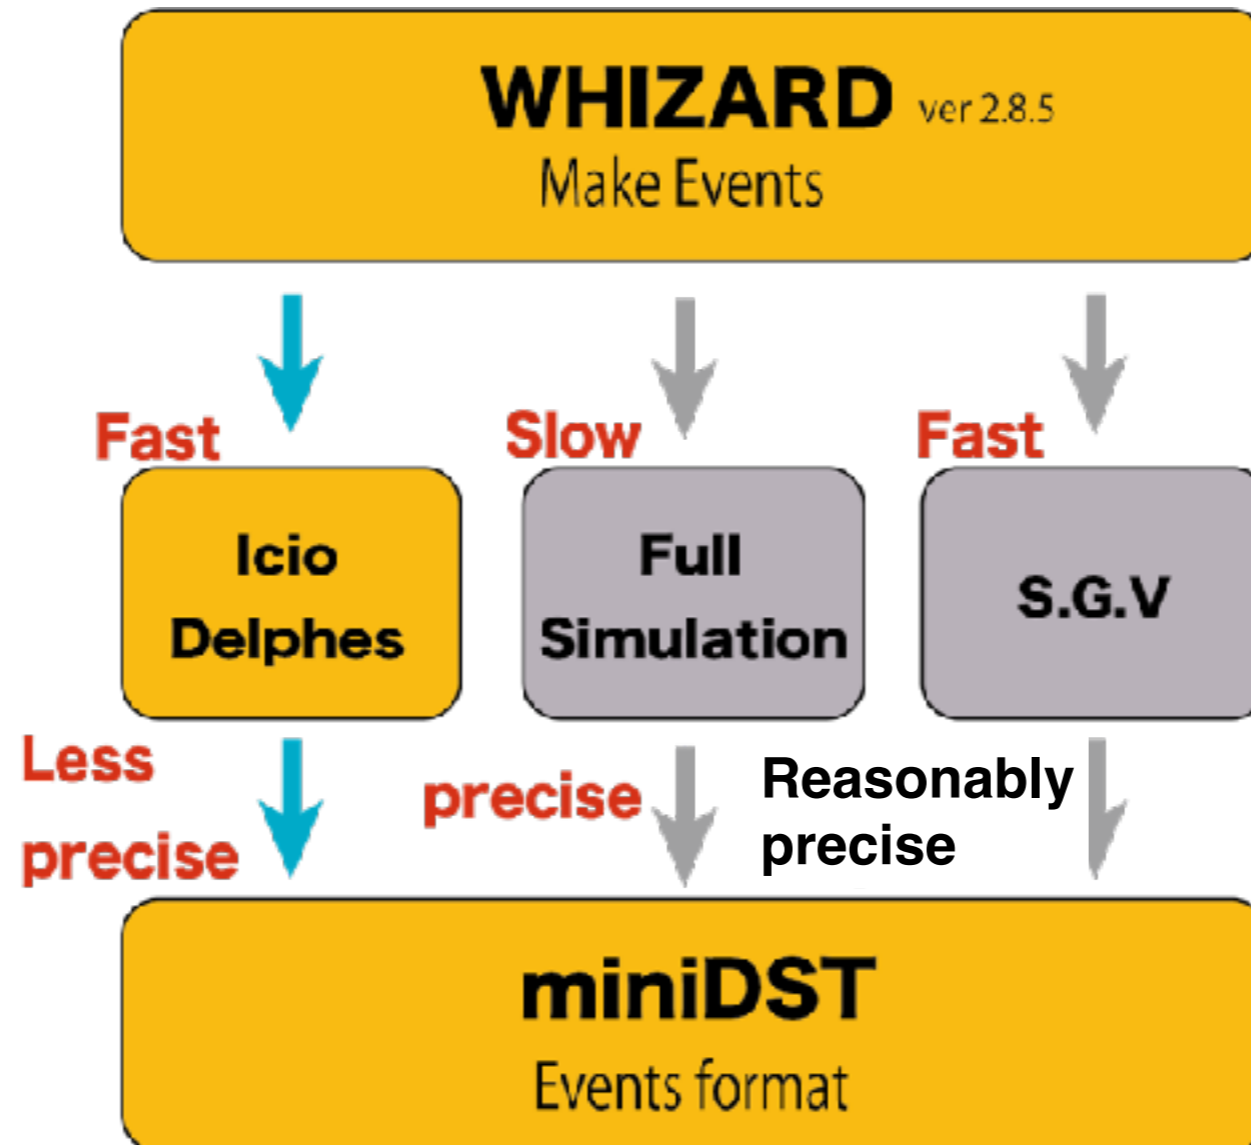 WHIZARD ver 2.8.5
Make Events
Fast
Slow
Fast
lcio
Delphes
Full
Simulation
S.G.V
Less
precise
precise
Reasonably
precise
miniDST
Events format